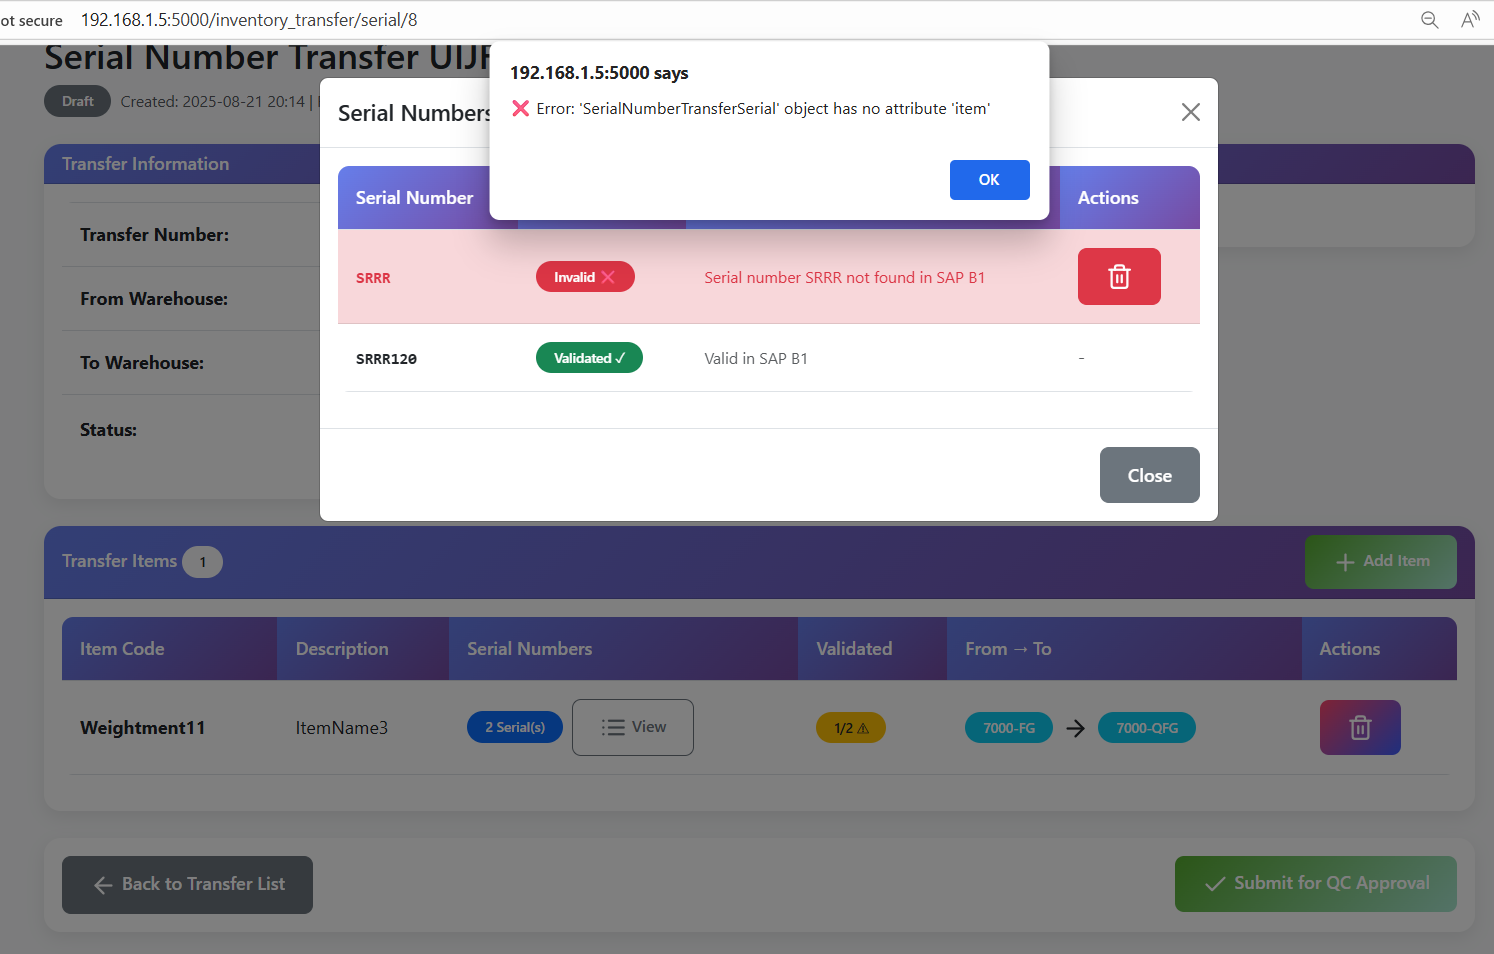 ot secure 192.168.1.5:5000/inventory_transfer/serial/8
Serial Number Transfer
Draft Created: 2025-08-21 20:14 |
192.168.1.5:5000 says
❌ Error: 'SerialNumberTransferSerial' object has no attribute 'item'
OK
Serial Numbers
Transfer Information
Transfer Number:
From Warehouse:
To Warehouse:
Status:
Serial Number Actions
SRRR Invalid ❌ Serial number SRRR not found in SAP B1
SRRR120 Validated ✓ Valid in SAP B1 -
Close
Transfer Items 1 + Add Item
Item Code Description Serial Numbers Validated From → To Actions
Weightment11 ItemName3 2 Serial(s) View 1/2 ⚠ 7000-FG → 7000-QFG
← Back to Transfer List ✓ Submit for QC Approval